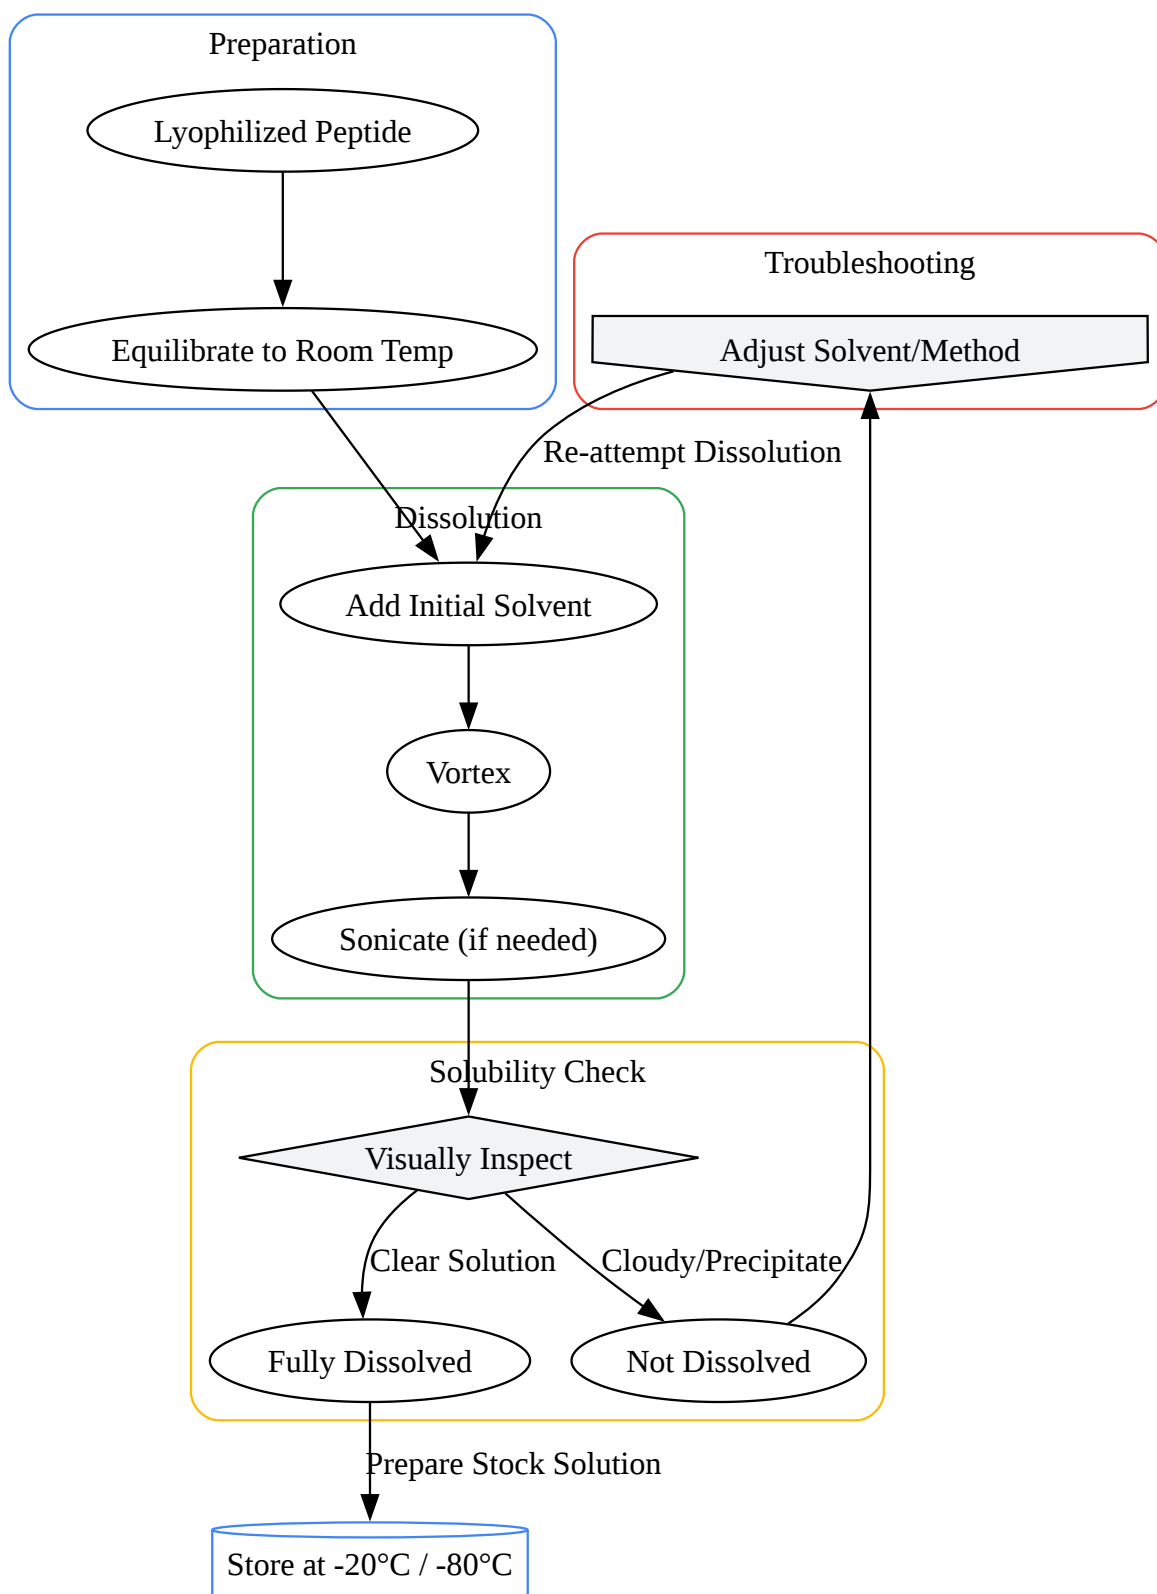 Preparation
Lyophilized Peptide
Troubleshooting
Equilibrate to Room Temp
Adjust Solvent/Method
Re-attempt Dissolution
Dissolution
Add Initial Solvent
Vortex
Sonicate (if needed)
Solubility Check
Visually Inspect
Clear Solution
Cloudy/Precipitate
Fully Dissolved
Not Dissolved
Prepare Stock Solution
Store at -20°C / -80°C